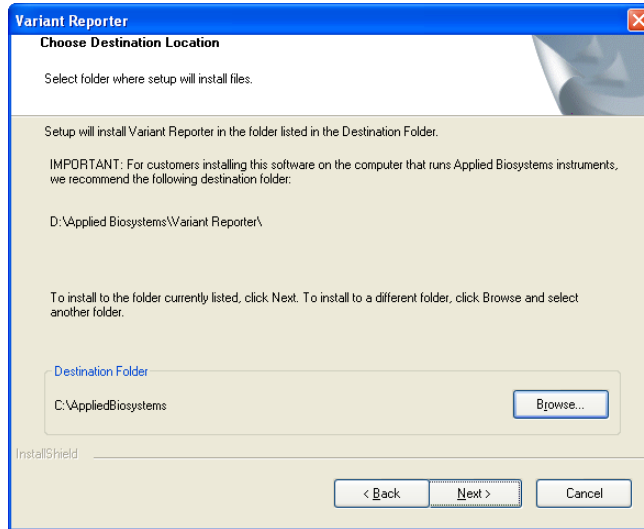 Variant Reporter
Choose Destination Location
Select folder where setup will install files.
Setup will install Variant Reporter in the folder listed in the Destination Folder.
IMPORTANT: For customers installing this software on the computer that runs Applied Biosystems instruments,
we recommend the following destination folder:
D:\Applied Biosystems\Variant Reporter\
To install to the folder currently listed, click Next. To install to a different folder, click Browse and select
another folder.
Destination Folder
C:\AppliedBiosystems
Browse...
InstallShield
< Back
Next >
Cancel